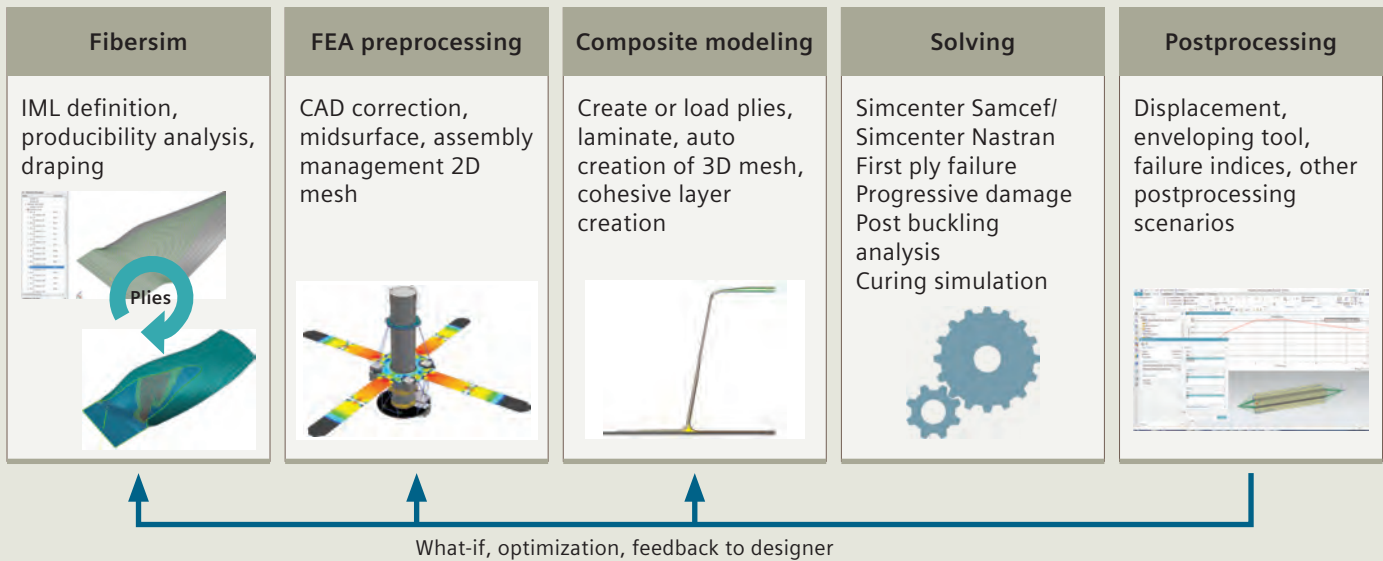 Fibersim
IML definition,
producibility analysis,
draping
Plies
FEA preprocessing
CAD correction,
midsurface, assembly
management 2D
mesh
Composite modeling
Create or load plies,
laminate, auto
creation of 3D mesh,
cohesive layer
creation
Solving
Simcenter Samcef/
Simcenter Nastran
First ply failure
Progressive damage
Post buckling
analysis
Curing simulation
Postprocessing
Displacement,
enveloping tool,
failure indices, other
postprocessing
scenarios
What-if, optimization, feedback to designer